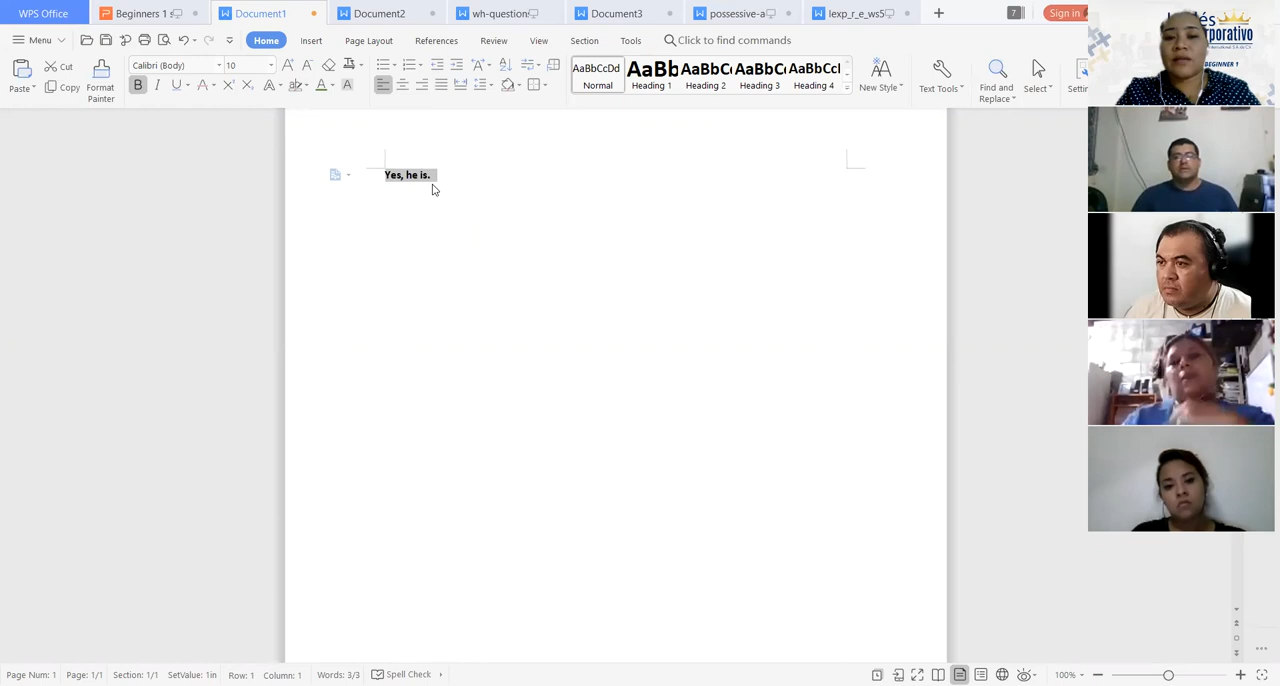 WPS Office
Beginners 1 s
Document1
Document2
wh-question
Document3
possessive-a
lexp_r_e_ws5
7
Sign in
Menu
Home
Insert
Page Layout
References
Review
View
Section
Tools
Click to find commands
Paste
Cut
Copy
Format
Painter
Calibri (Body)
10
AaBbCcDd
Normal
AaBb
Heading 1
AaBbC
Heading 2
AaBbC
Heading 3
AaBbCcI
Heading 4
New Style
Text Tools
Find and
Replace
Select
BEGINNER 1
Yes, he is.
Page Num: 1
Page: 1/1
Section: 1/1
SetValue: 1in
Row: 1
Column: 1
Words: 3/3
Spell Check
100%